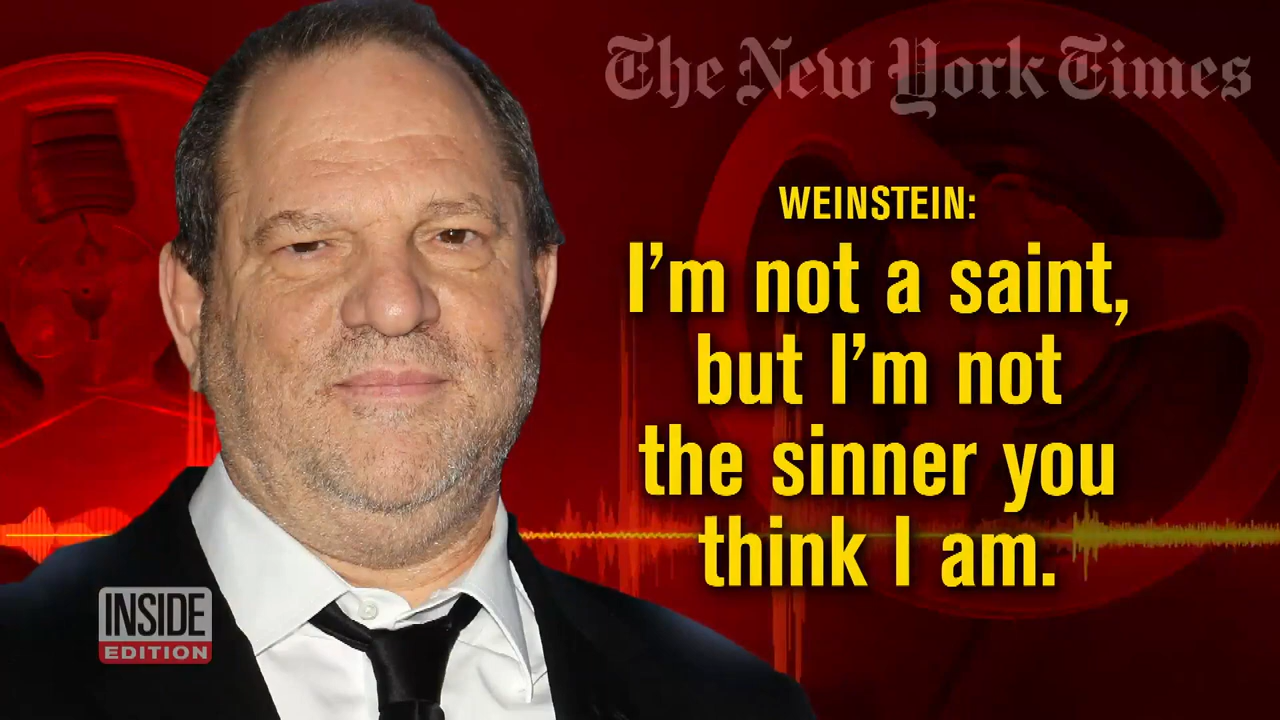 The New York Times
WEINSTEIN:
I'm not a saint,
but I'm not
the sinner you
think I am.
INSIDE
EDITION